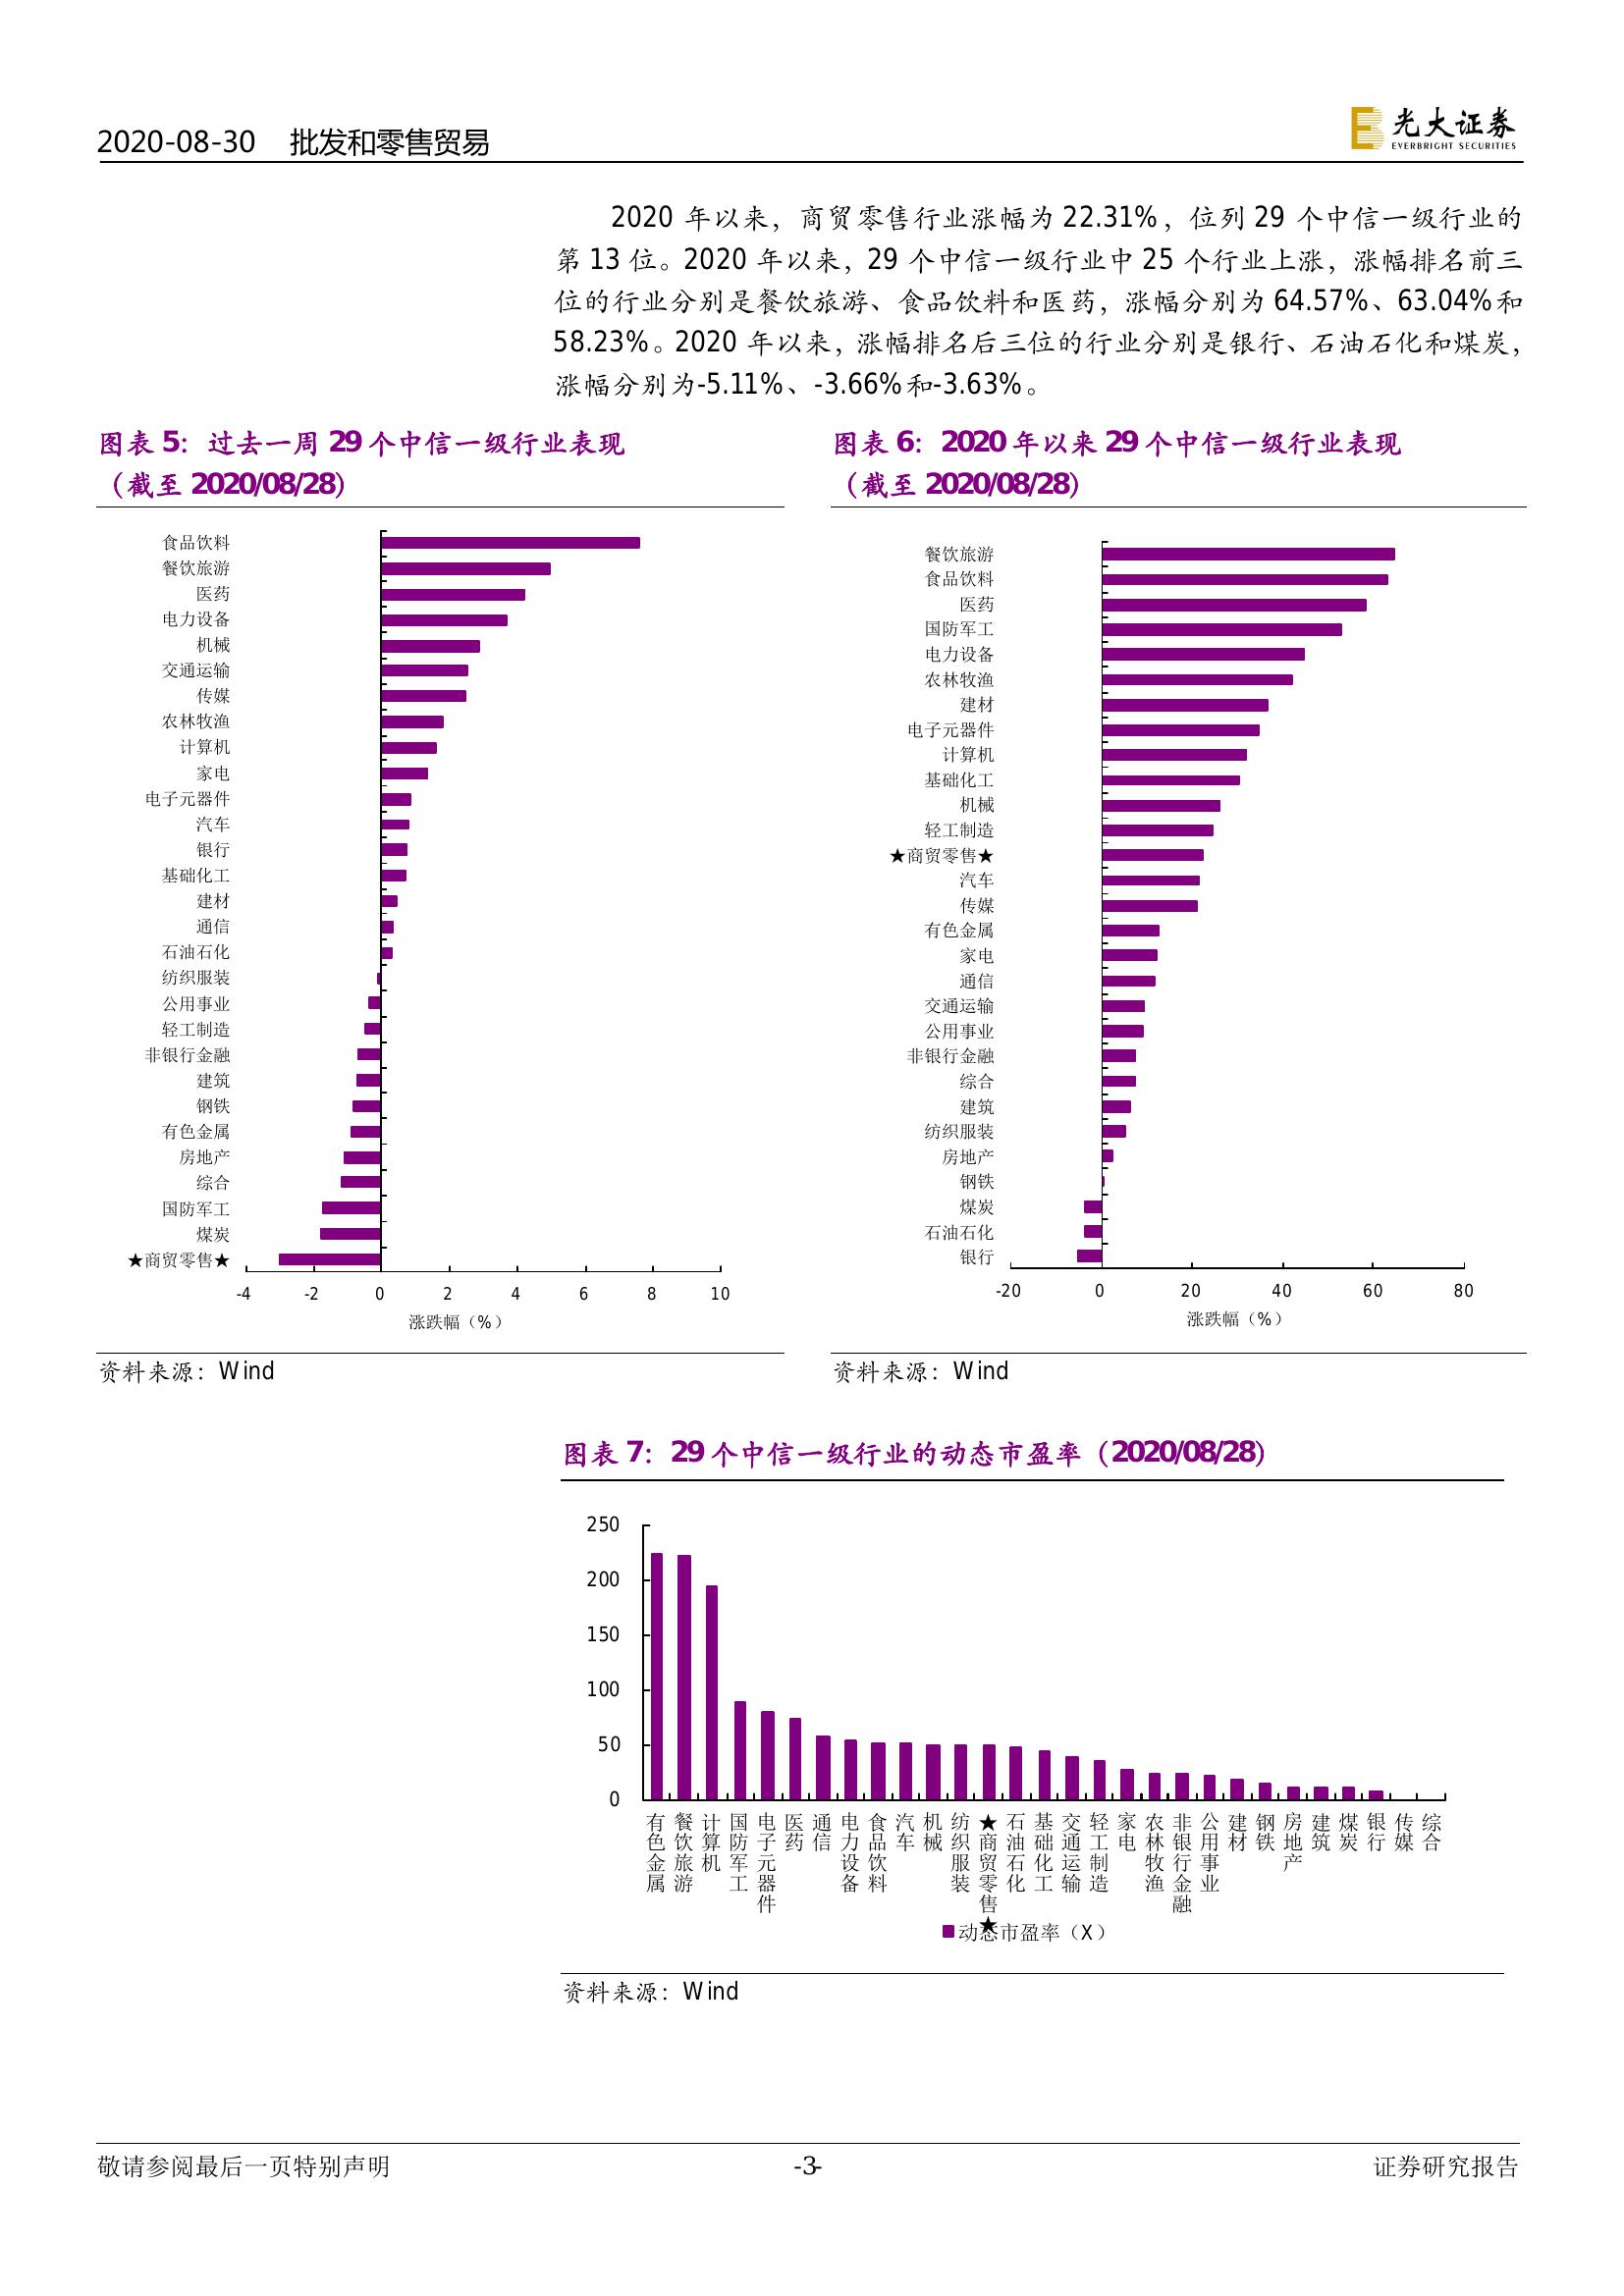 2020-08-30 批发和零售贸易
光大证券
EVERBRIGHT SECURITIES
2020 年以来，商贸零售行业涨幅为 22.31%，位列 29 个中信一级行业的
第 13 位。2020 年以来，29 个中信一级行业中 25 个行业上涨，涨幅排名前三
位的行业分别是餐饮旅游、食品饮料和医药，涨幅分别为 64.57%、63.04%和
58.23%。2020 年以来，涨幅排名后三位的行业分别是银行、石油石化和煤炭，
涨幅分别为-5.11%、-3.66%和-3.63%。
图表 5：过去一周 29 个中信一级行业表现
（截至 2020/08/28）
食品饮料
餐饮旅游
医药
电力设备
机械
交通运输
传媒
农林牧渔
计算机
家电
电子元器件
汽车
银行
基础化工
建材
通信
石油石化
纺织服装
公用事业
轻工制造
非银行金融
建筑
钢铁
有色金属
房地产
综合
国防军工
煤炭
★商贸零售★
-4 -2 0 2 4 6 8 10
涨跌幅（%）
资料来源：Wind
图表 6：2020 年以来 29 个中信一级行业表现
（截至 2020/08/28）
餐饮旅游
食品饮料
医药
国防军工
电力设备
农林牧渔
建材
电子元器件
计算机
基础化工
机械
轻工制造
★商贸零售★
汽车
传媒
有色金属
家电
通信
交通运输
公用事业
非银行金融
综合
建筑
纺织服装
房地产
钢铁
煤炭
石油石化
银行
-20 0 20 40 60 80
涨跌幅（%）
资料来源：Wind
图表 7：29 个中信一级行业的动态市盈率（2020/08/28）
250
200
150
100
50
0
有色金属
餐饮旅游
计算机
国防军工
电子元器件
医药
通信
电力设备
食品饮料
汽车
机械
纺织服装
★商贸零售★
石油石化
基础化工
交通运输
轻工制造
家电
农林牧渔
非银行金融
公用事业
建材
钢铁
房地产
建筑
煤炭
银行
传媒
综合
动态市盈率（X）
资料来源：Wind
敬请参阅最后一页特别声明 -3- 证券研究报告